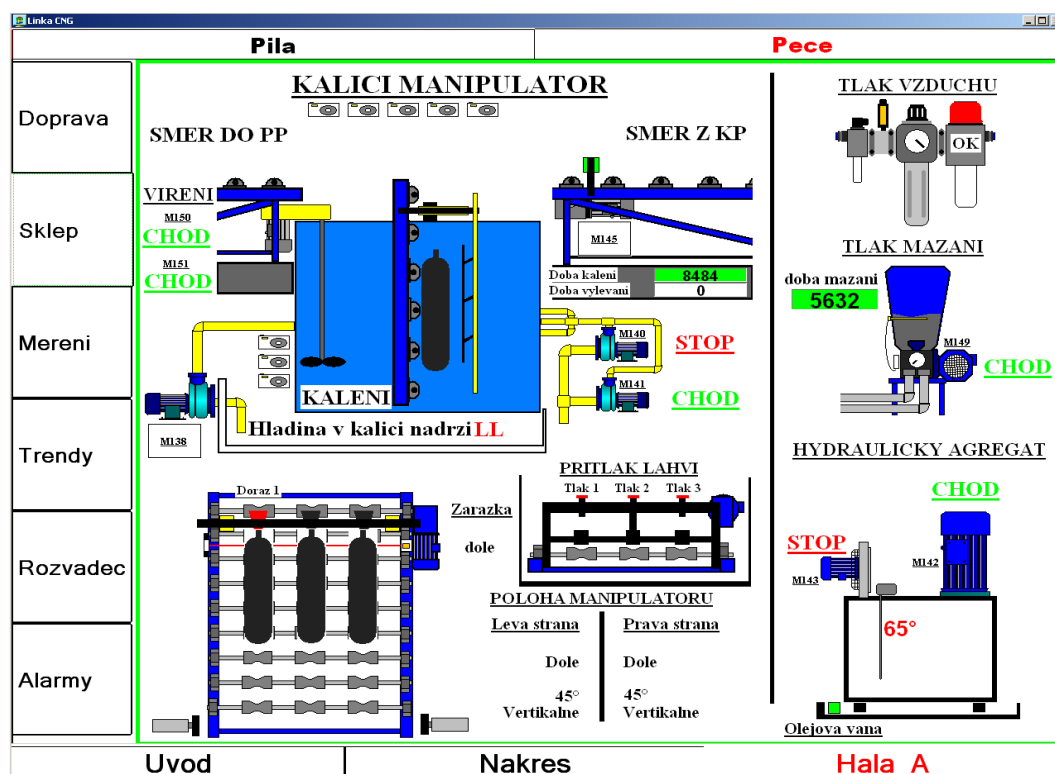 Linka CNG
Pila
Pece
Doprava
Sklep
Mereni
Trendy
Rozvadec
Alarmy
KALICI MANIPULATOR
SMER DO PP
SMER Z KP
VIRENI
M150
CHOD
M151
CHOD
M145
Doba kaleni 8484
Doba vylevani 0
M140
STOP
M141
CHOD
KALENI
M138
Hladina v kalici nadrzi LL
Doraz 1
Zarazka
dole
PRITLAK LAHVI
Tlak 1 Tlak 2 Tlak 3
POLOHA MANIPULATORU
Leva strana Prava strana
Dole Dole
45° 45°
Vertikalne Vertikalne
TLAK VZDUCHU
OK
TLAK MAZANI
doba mazani
5632
M149
CHOD
HYDRAULICKY AGREGAT
CHOD
STOP
M143
M142
65°
Olejova vana
Uvod
Nakres
Hala A